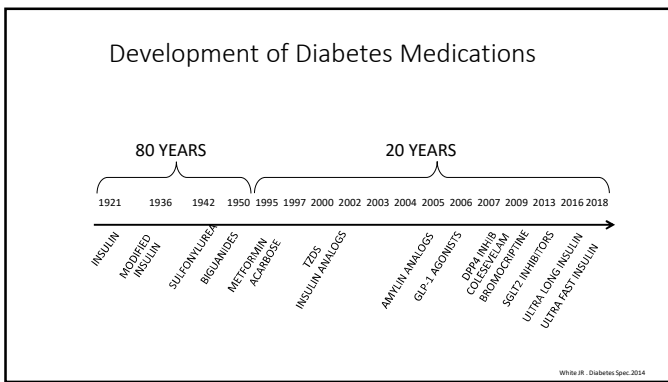 Development of Diabetes Medications
80 YEARS 20 YEARS
1921 1936 1942 1950 1995 1997 2000 2002 2003 2004 2005 2006 2007 2009 2013 2016 2018
INSULIN
MODIFIED
INSULIN
SULFONYLUREA
BIGUANIDES
METFORMIN
ACARBOSE
TZDS
INSULIN ANALOGS
AMYLIN ANALOGS
GLP-1 AGONISTS
DPP4 INHIB
COLESEVELAM
BROMOCRIPTINE
SGLT2 INHIBITORS
ULTRA LONG INSULIN
ULTRA FAST INSULIN
White JR . Diabetes Spec.2014